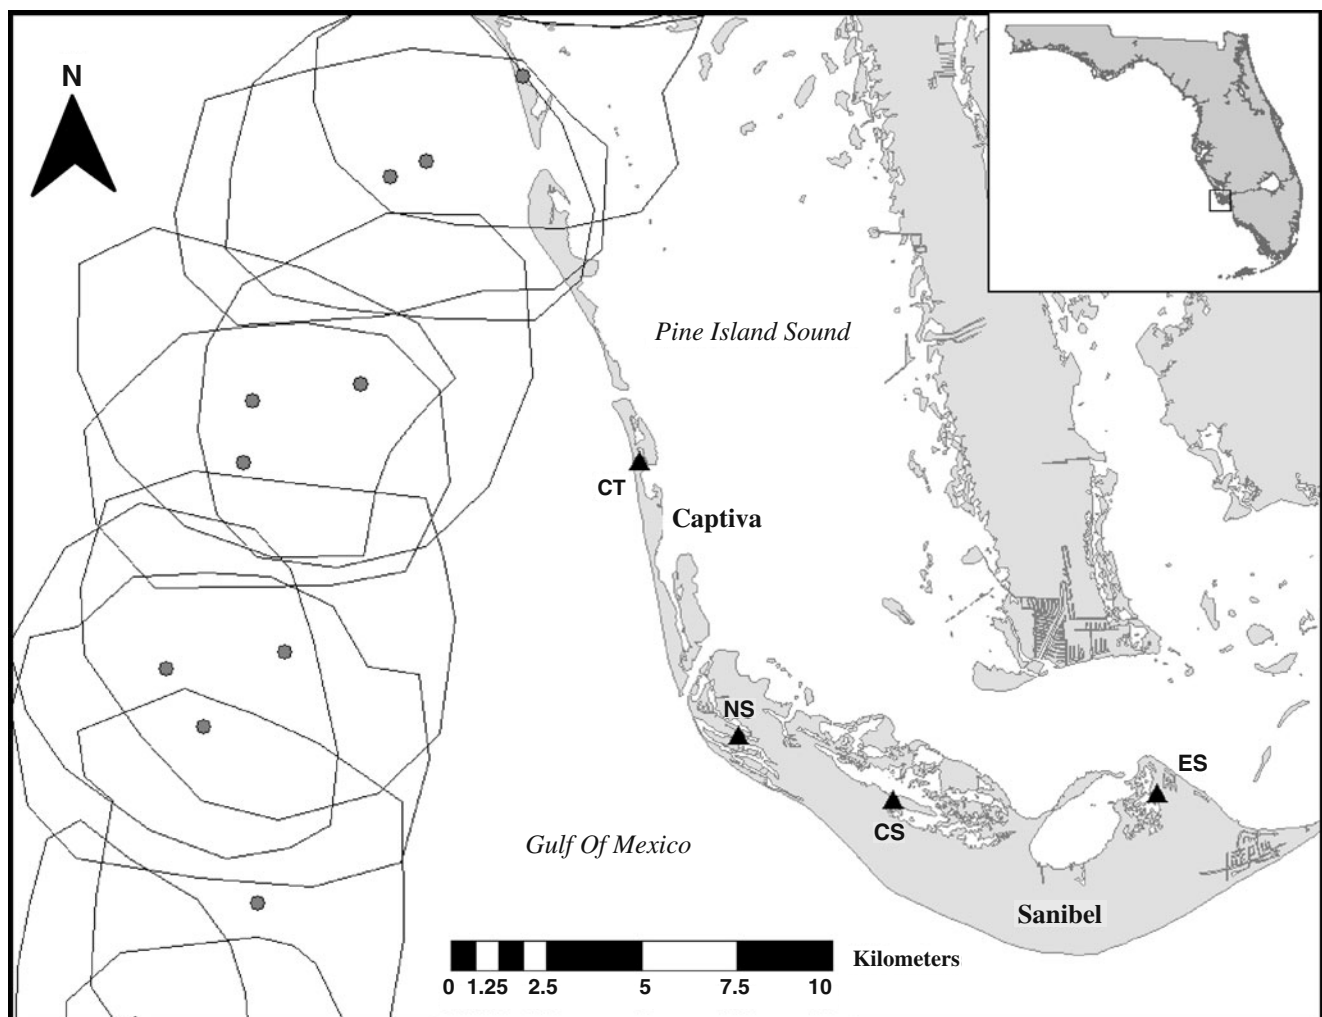 N
Pine Island Sound
CT
Captiva
NS
ES
CS
Gulf Of Mexico
Sanibel
Kilometers
0 1.25 2.5 5 7.5 10